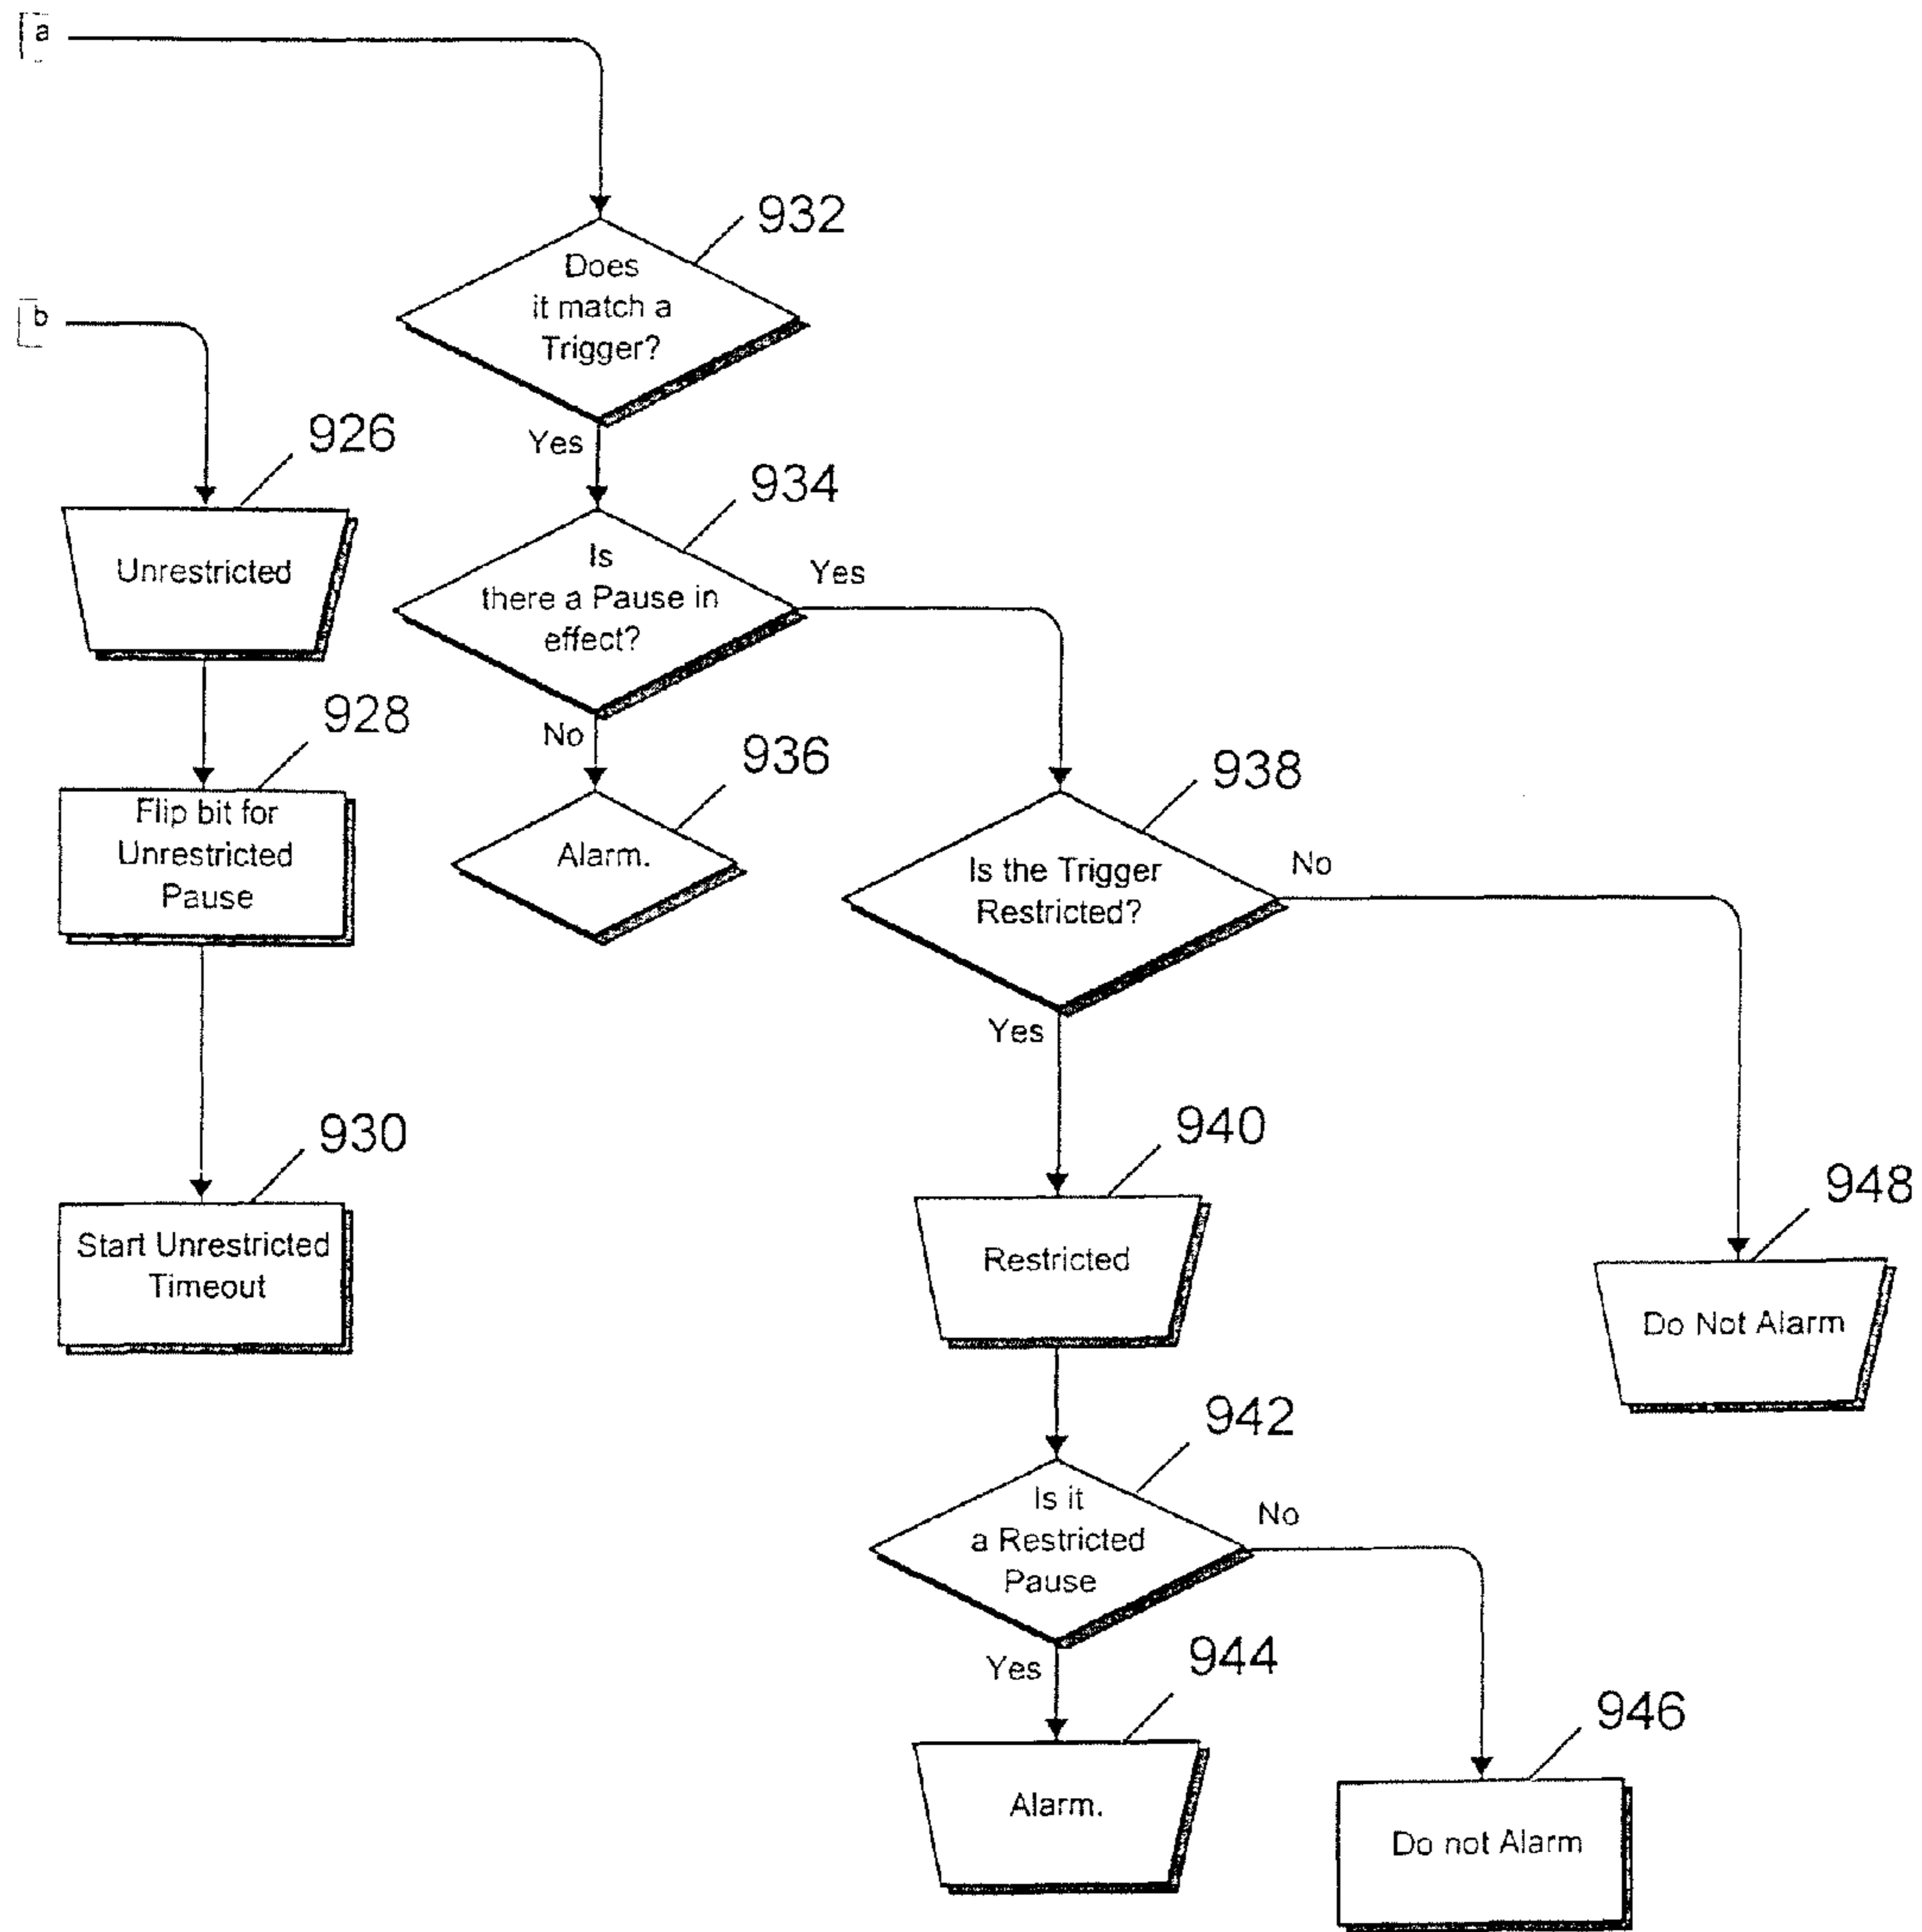 a
932
Does
it match a
Trigger?
b
Yes
926
934
Unrestricted
Is
there a Pause in
effect?
Yes
928
No
936
938
Flip bit for
Unrestricted
Pause
Alarm.
Is the Trigger
Restricted?
No
Yes
930
940
948
Start Unrestricted
Timeout
Restricted
Do Not Alarm
942
Is it
a Restricted
Pause
No
Yes
944
946
Alarm.
Do not Alarm